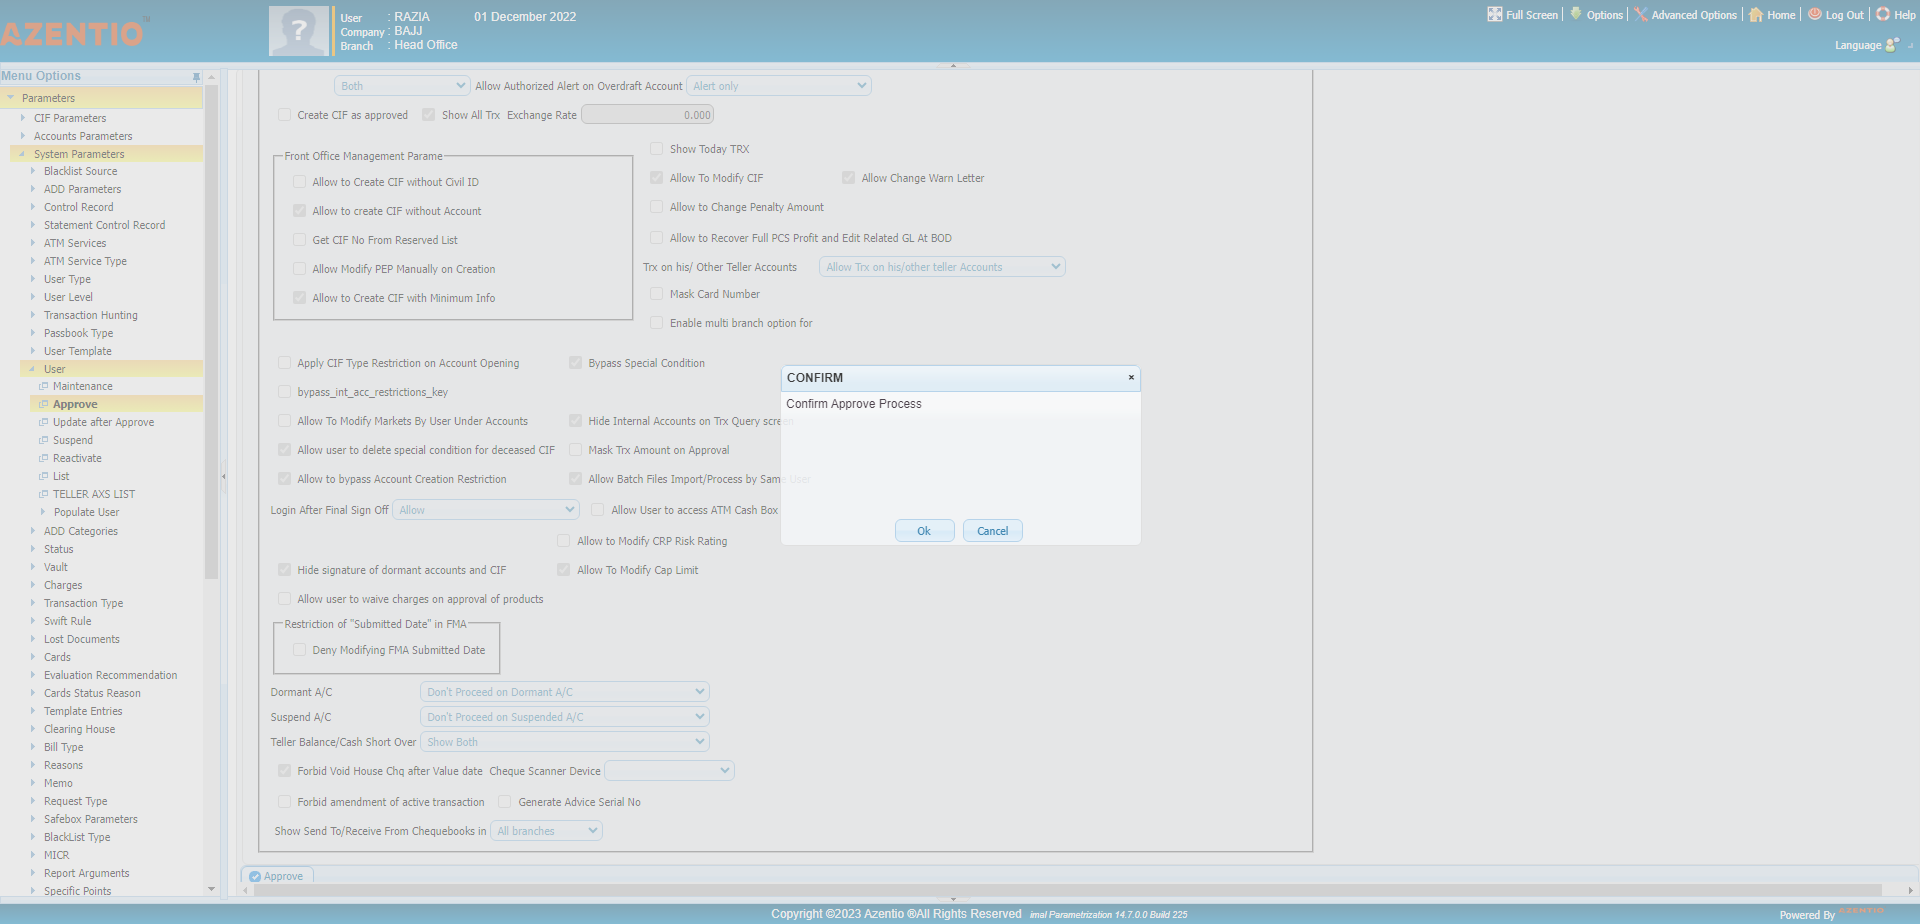 AZENTIO™
User : RAZIA 01 December 2022
Company : BAJJ
Branch : Head Office
Full Screen Options Advanced Options Home Log Out Help
Language
Menu Options
Parameters
CIF Parameters
Accounts Parameters
System Parameters
Blacklist Source
ADD Parameters
Control Record
Statement Control Record
ATM Services
ATM Service Type
User Type
User Level
Transaction Hunting
Passbook Type
User Template
User
Maintenance
Approve
Update after Approve
Suspend
Reactivate
List
TELLER AXS LIST
Populate User
ADD Categories
Status
Vault
Charges
Transaction Type
Swift Rule
Lost Documents
Cards
Evaluation Recommendation
Cards Status Reason
Template Entries
Clearing House
Bill Type
Reasons
Memo
Request Type
Safebox Parameters
BlackList Type
MICR
Report Arguments
Specific Points
Both Allow Authorized Alert on Overdraft Account Alert only
Create CIF as approved Show All Trx Exchange Rate 0.000
Front Office Management Parame
Allow to Create CIF without Civil ID
Allow to create CIF without Account
Get CIF No From Reserved List
Allow Modify PEP Manually on Creation
Allow to Create CIF with Minimum Info
Show Today TRX
Allow To Modify CIF Allow Change Warn Letter
Allow to Change Penalty Amount
Allow to Recover Full PCS Profit and Edit Related GL At BOD
Trx on his/ Other Teller Accounts Allow Trx on his/other teller Accounts
Mask Card Number
Enable multi branch option for
Apply CIF Type Restriction on Account Opening Bypass Special Condition
bypass_int_acc_restrictions_key
Allow To Modify Markets By User Under Accounts Hide Internal Accounts on Trx Query screen
Allow user to delete special condition for deceased CIF Mask Trx Amount on Approval
Allow to bypass Account Creation Restriction Allow Batch Files Import/Process by Same User
Login After Final Sign Off Allow Allow User to access ATM Cash Box
Allow to Modify CRP Risk Rating
Hide signature of dormant accounts and CIF Allow To Modify Cap Limit
Allow user to waive charges on approval of products
Restriction of "Submitted Date" in FMA
Deny Modifying FMA Submitted Date
Dormant A/C Don't Proceed on Dormant A/C
Suspend A/C Don't Proceed on Suspended A/C
Teller Balance/Cash Short Over Show Both
Forbid Void House Chq after Value date Cheque Scanner Device
Forbid amendment of active transaction Generate Advice Serial No
Show Send To/Receive From Chequebooks in All branches
Approve
CONFIRM ×
Confirm Approve Process
Ok Cancel
Copyright ©2023 Azentio ®All Rights Reserved imal Parametrization 14.7.0.0 Build 225
Powered By AZENTIO